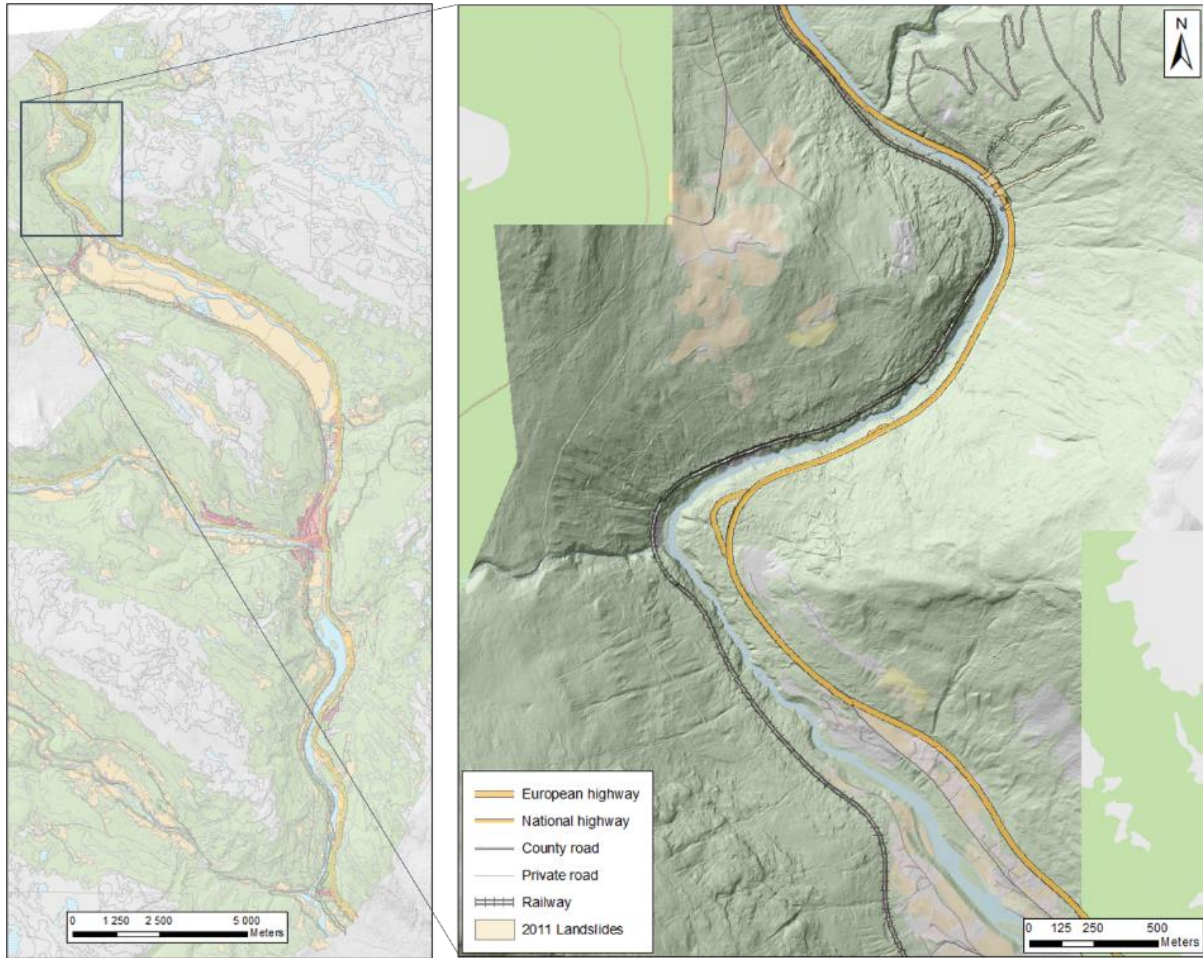 N
European highway
National highway
County road
Private road
Railway
2011 Landslides
0 1 250 2 500 5 000
Meters
0 125 250 500
Meters